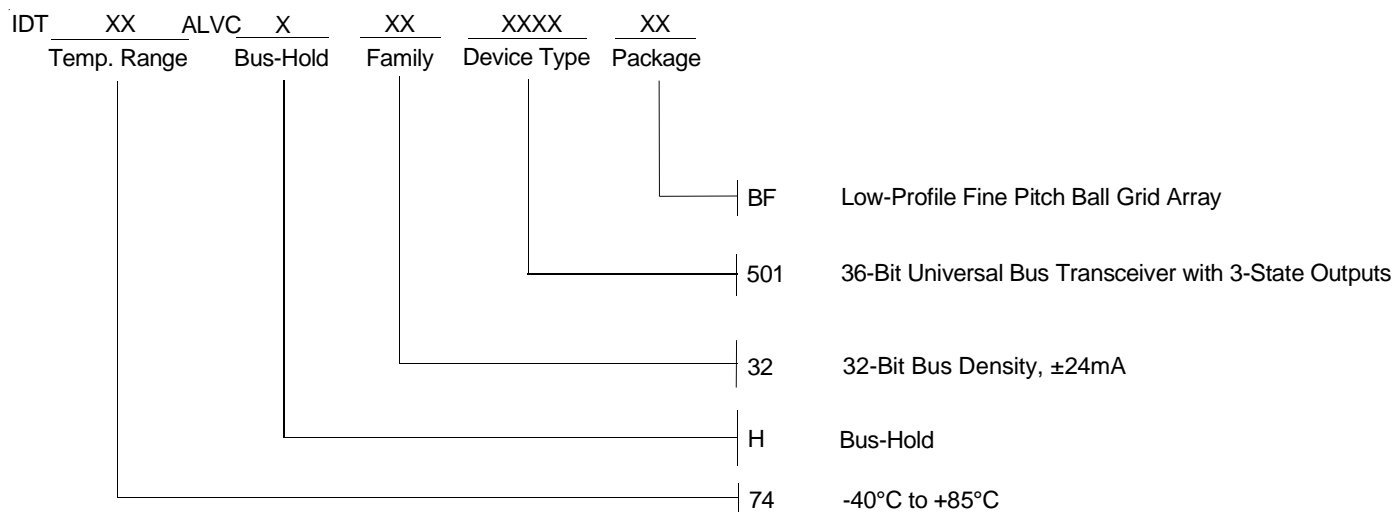 IDT XX ALVC X XX XXXX XX
Temp. Range Bus-Hold Family Device Type Package
BF Low-Profile Fine Pitch Ball Grid Array
501 36-Bit Universal Bus Transceiver with 3-State Outputs
32 32-Bit Bus Density, ±24mA
H Bus-Hold
74 -40°C to +85°C